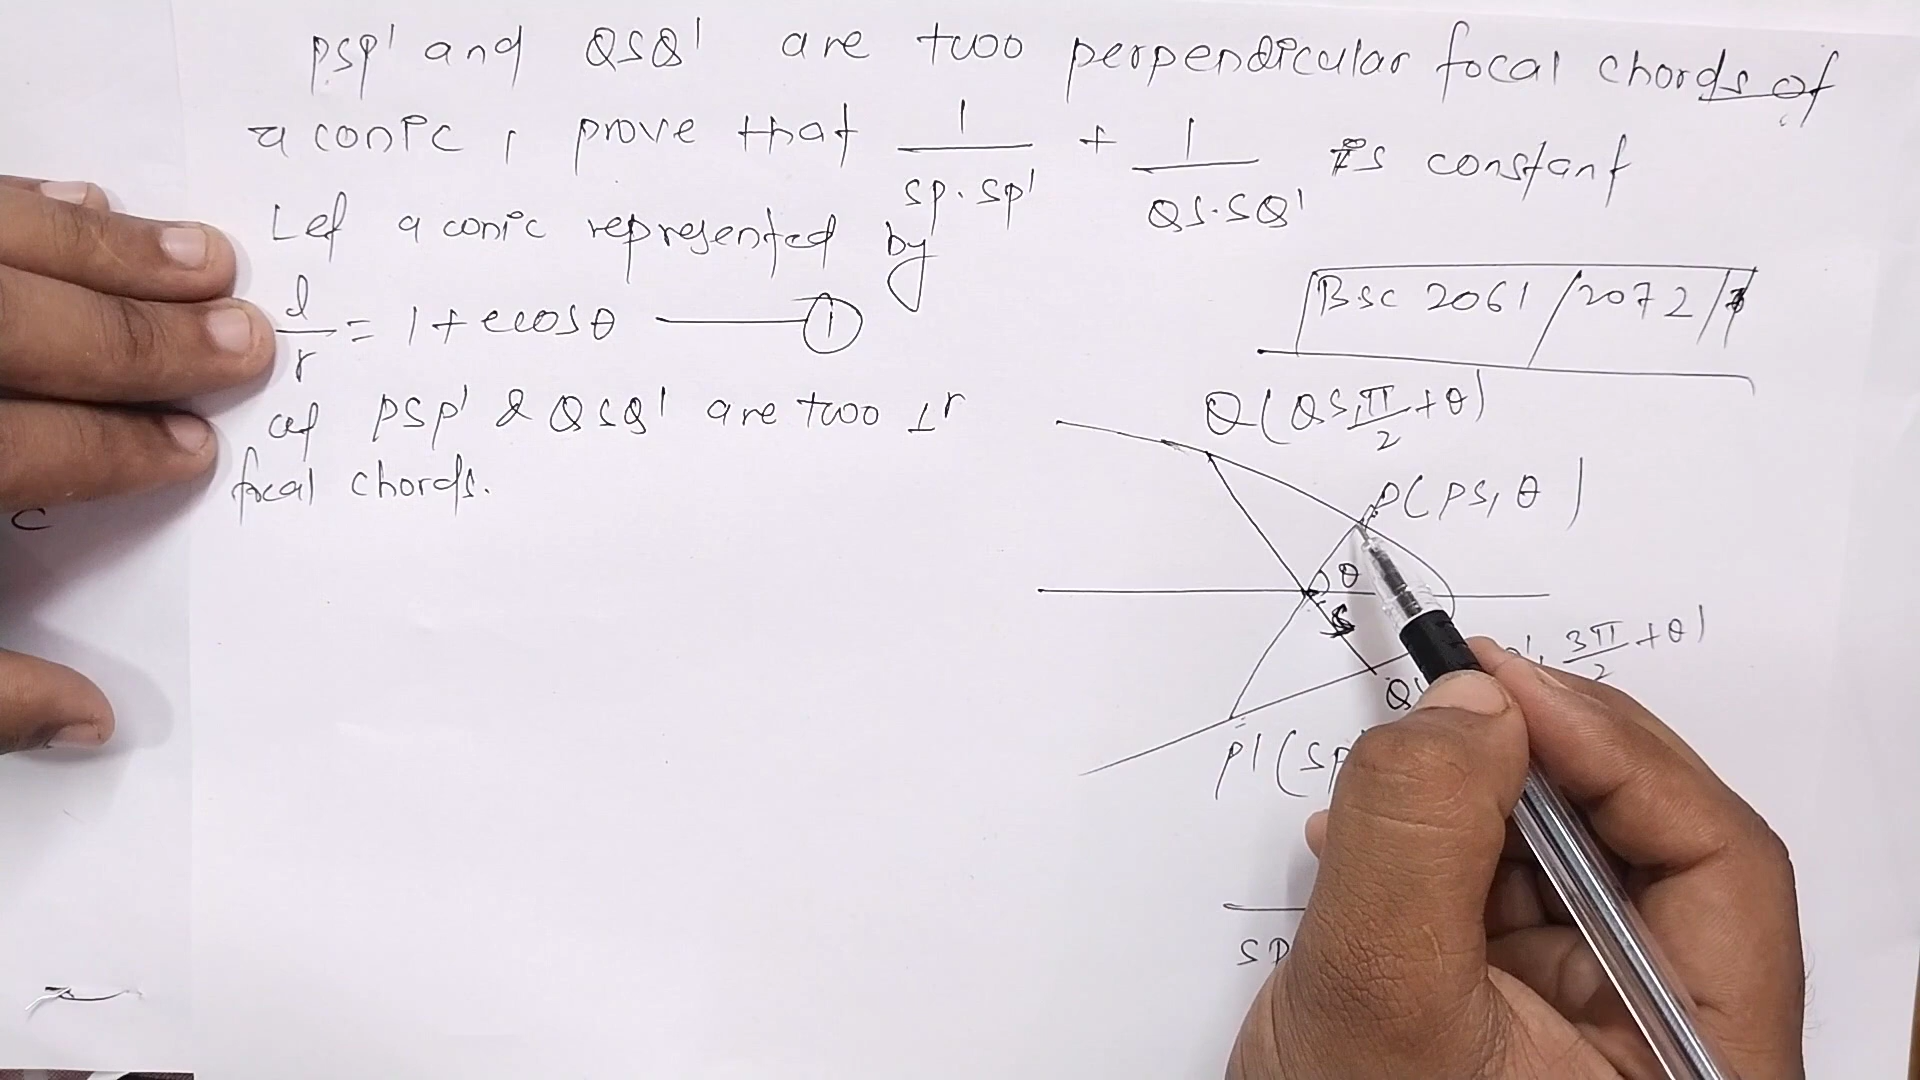 PSP' and QSQ' are two perpendicular focal chords of
a conic, prove that 1/SP.SP' + 1/QS.SQ' is constant
Let a conic represented by
l/r = 1 + ecosθ ——— ①
BSC 2061/2072/
let PSP' & QSQ' are two ⊥r
focal chords.
Q(QS, π/2 + θ)
P(PS, θ)
θ
S
3π/2 + θ)
Q'
P'(SP'
SP